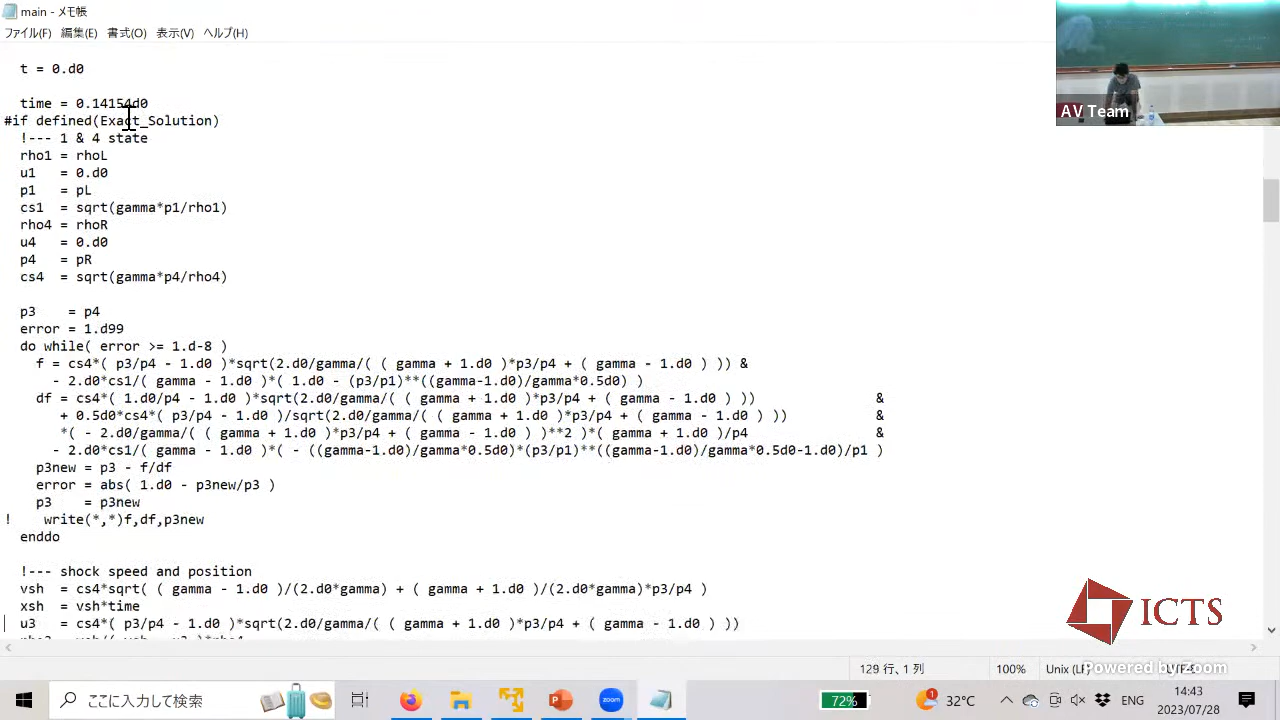 main - メモ帳
ファイル(F) 編集(E) 書式(O) 表示(V) ヘルプ(H)
t = 0.d0
time = 0.14154d0
#if defined(Exact_Solution)
!--- 1 & 4 state
rho1 = rhoL
u1 = 0.d0
p1 = pL
cs1 = sqrt(gamma*p1/rho1)
rho4 = rhoR
u4 = 0.d0
p4 = pR
cs4 = sqrt(gamma*p4/rho4)
p3 = p4
error = 1.d99
do while( error >= 1.d-8 )
f = cs4*( p3/p4 - 1.d0 )*sqrt(2.d0/gamma/( ( gamma + 1.d0 )*p3/p4 + ( gamma - 1.d0 ) )) &
- 2.d0*cs1/( gamma - 1.d0 )*( 1.d0 - (p3/p1)**((gamma-1.d0)/gamma*0.5d0) )
df = cs4*( 1.d0/p4 - 1.d0 )*sqrt(2.d0/gamma/( ( gamma + 1.d0 )*p3/p4 + ( gamma - 1.d0 ) )) &
+ 0.5d0*cs4*( p3/p4 - 1.d0 )/sqrt(2.d0/gamma/( ( gamma + 1.d0 )*p3/p4 + ( gamma - 1.d0 ) )) &
*( - 2.d0/gamma/( ( gamma + 1.d0 )*p3/p4 + ( gamma - 1.d0 ) )**2 )*( gamma + 1.d0 )/p4 &
- 2.d0*cs1/( gamma - 1.d0 )*( - ((gamma-1.d0)/gamma*0.5d0)*(p3/p1)**((gamma-1.d0)/gamma*0.5d0-1.d0)/p1 )
p3new = p3 - f/df
error = abs( 1.d0 - p3new/p3 )
p3 = p3new
! write(*,*)f,df,p3new
enddo
!--- shock speed and position
vsh = cs4*sqrt( ( gamma - 1.d0 )/(2.d0*gamma) + ( gamma + 1.d0 )/(2.d0*gamma)*p3/p4 )
xsh = vsh*time
u3 = cs4*( p3/p4 - 1.d0 )*sqrt(2.d0/gamma/( ( gamma + 1.d0 )*p3/p4 + ( gamma - 1.d0 ) ))
AV Team
ICTS
129 行, 1 列 100% Unix (LF) UTF-8
Powered by Zoom
ここに入力して検索
zoom
72%
1
32°C
ENG
14:43
2023/07/28